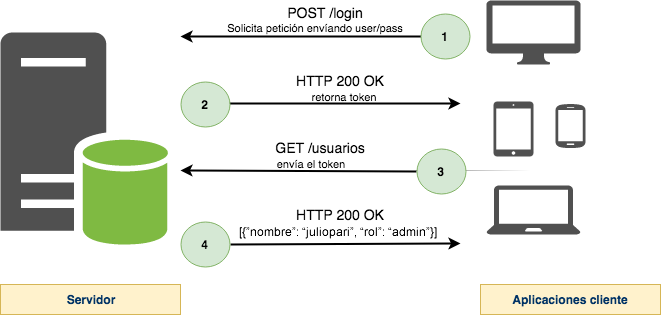 POST /login
Solicita petición envíando user/pass
1
HTTP 200 OK
retorna token
2
GET /usuarios
envía el token
3
HTTP 200 OK
[{"nombre": "juliopari", "rol": "admin"}]
4
Servidor
Aplicaciones cliente